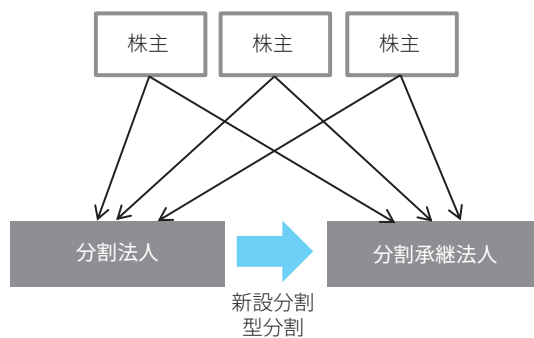 株主
株主
株主
分割法人
分割承継法人
新設分割
型分割